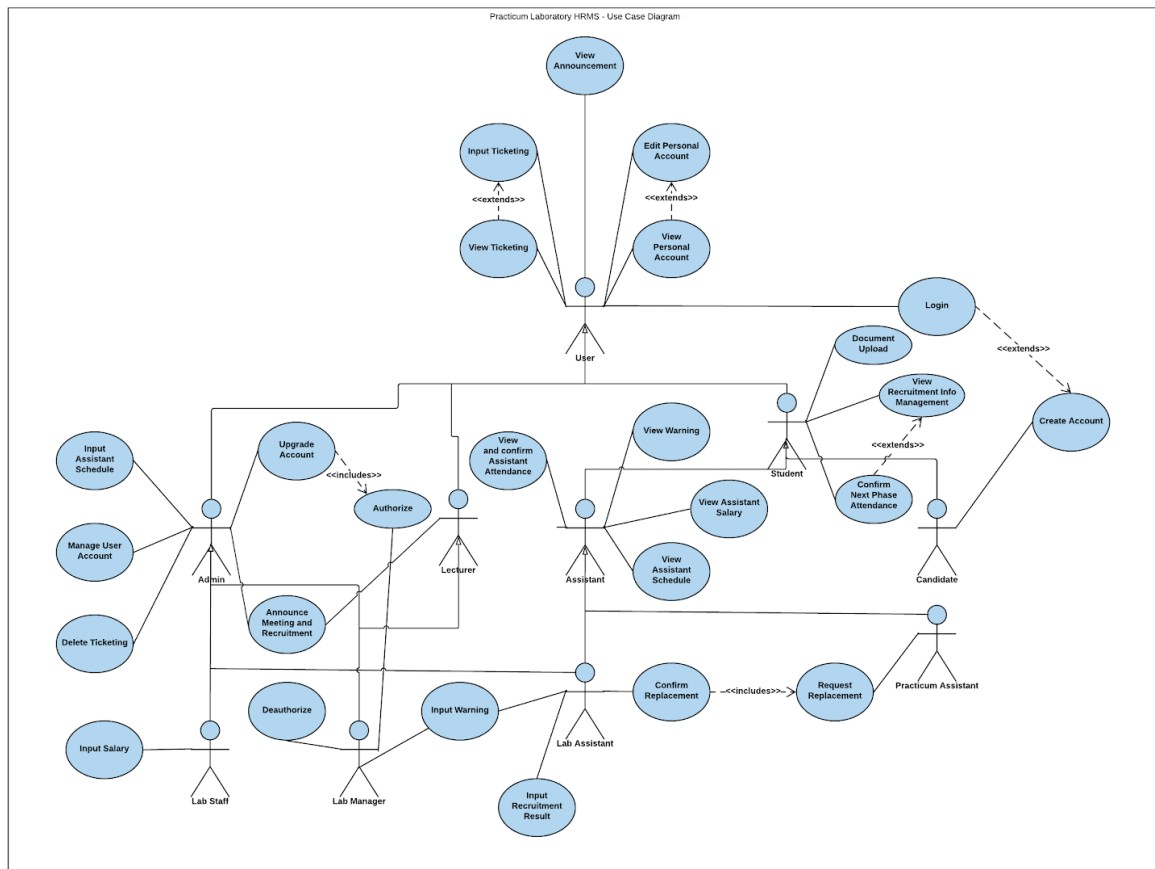 Practicum Laboratory HRMS - Use Case Diagram
View
Announcement
Input Ticketing
Edit Personal
Account
<<extends>>
<<extends>>
View Ticketing
View
Personal
Account
Login
User
Document
Upload
<<extends>>
View
Recruitment Info
Management
Create Account
Input
Assistant
Schedule
Upgrade
Account
View
and confirm
Assistant
Attendance
View Warning
<<extends>>
Student
<<includes>>
Confirm
Next Phase
Attendance
Authorize
View Assistant
Salary
Manage User
Account
Lecturer
View
Assistant
Schedule
Admin
Assistant
Candidate
Announce
Meeting and
Recruitment
Delete Ticketing
Practicum Assistant
Confirm
Replacement
<<includes>>
Request
Replacement
Deauthorize
Input Warning
Lab Assistant
Input Salary
Lab Staff
Lab Manager
Input
Recruitment
Result